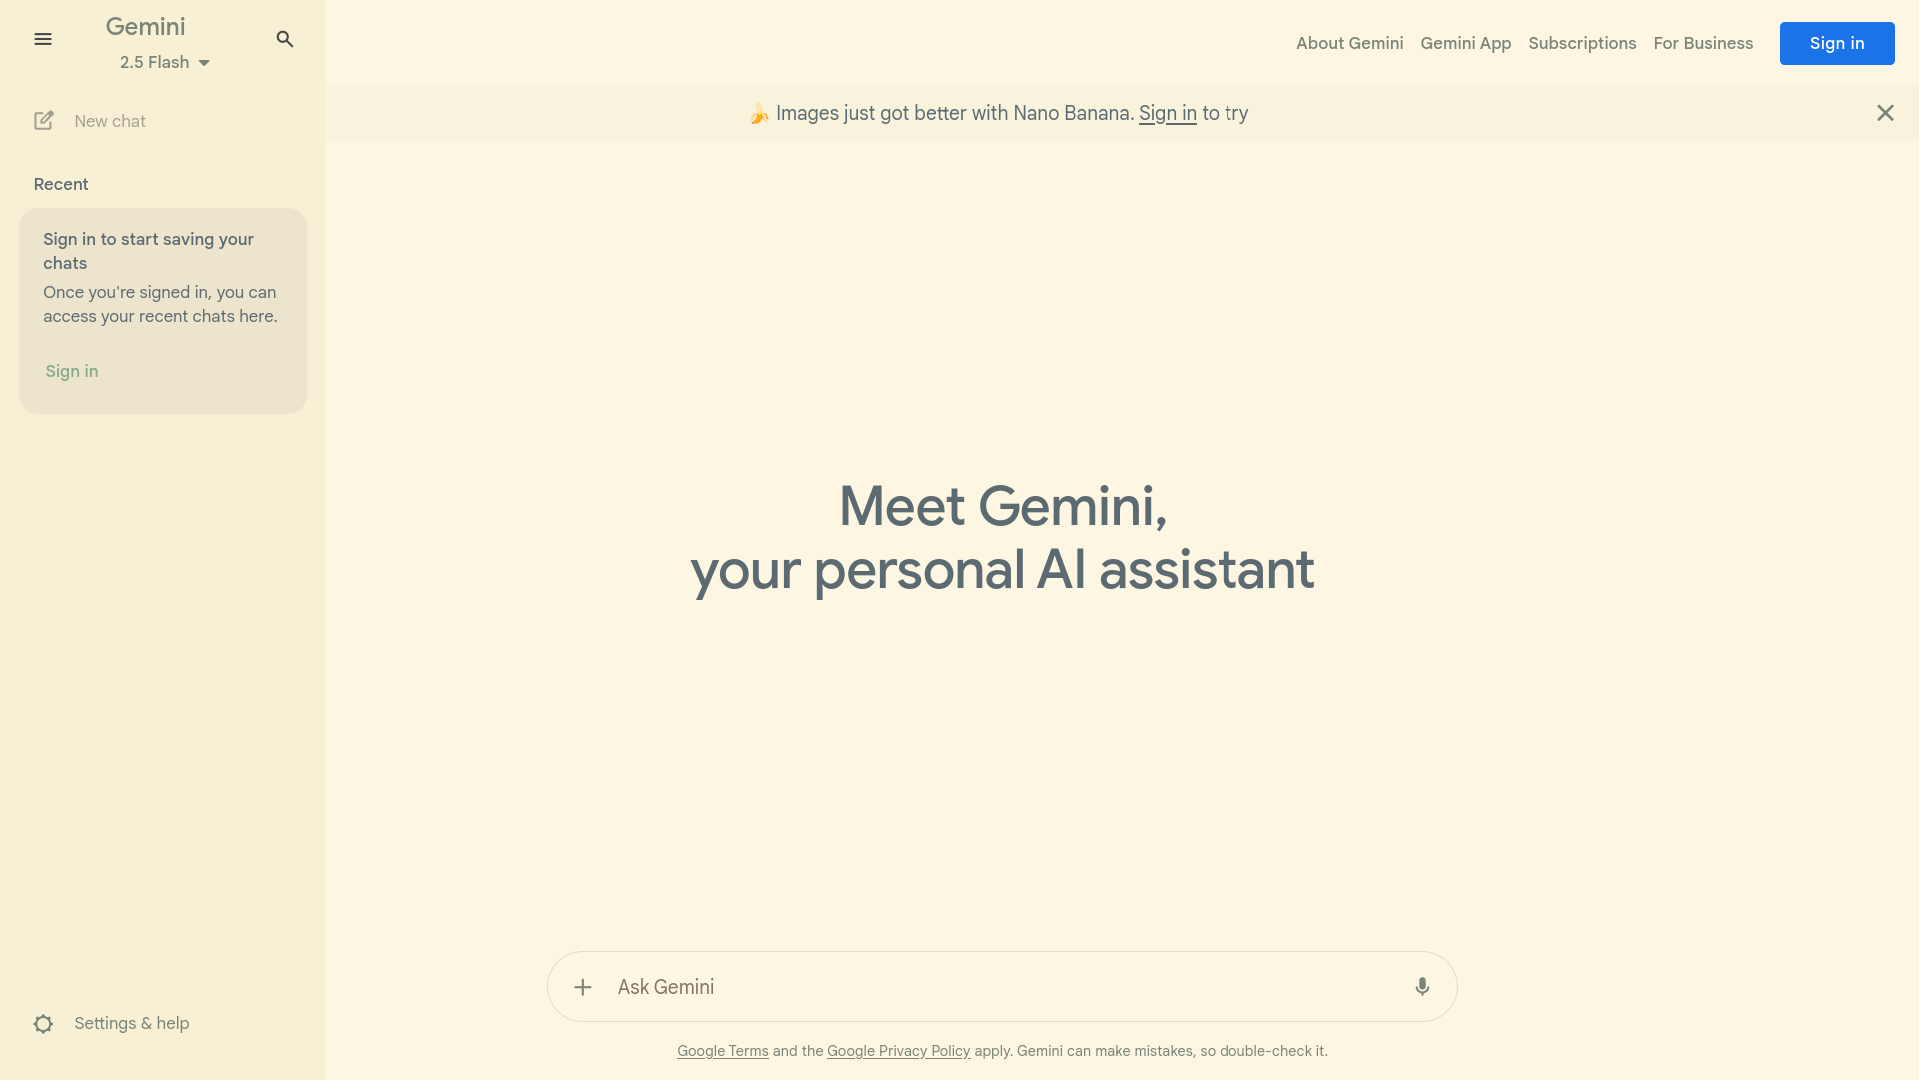 Gemini
2.5 Flash
New chat
Recent
Sign in to start saving your
chats
Once you're signed in, you can
access your recent chats here.
Sign in
Settings & help
About Gemini Gemini App Subscriptions For Business Sign in
🍌 Images just got better with Nano Banana. Sign in to try
Meet Gemini,
your personal AI assistant
Ask Gemini
Google Terms and the Google Privacy Policy apply. Gemini can make mistakes, so double-check it.